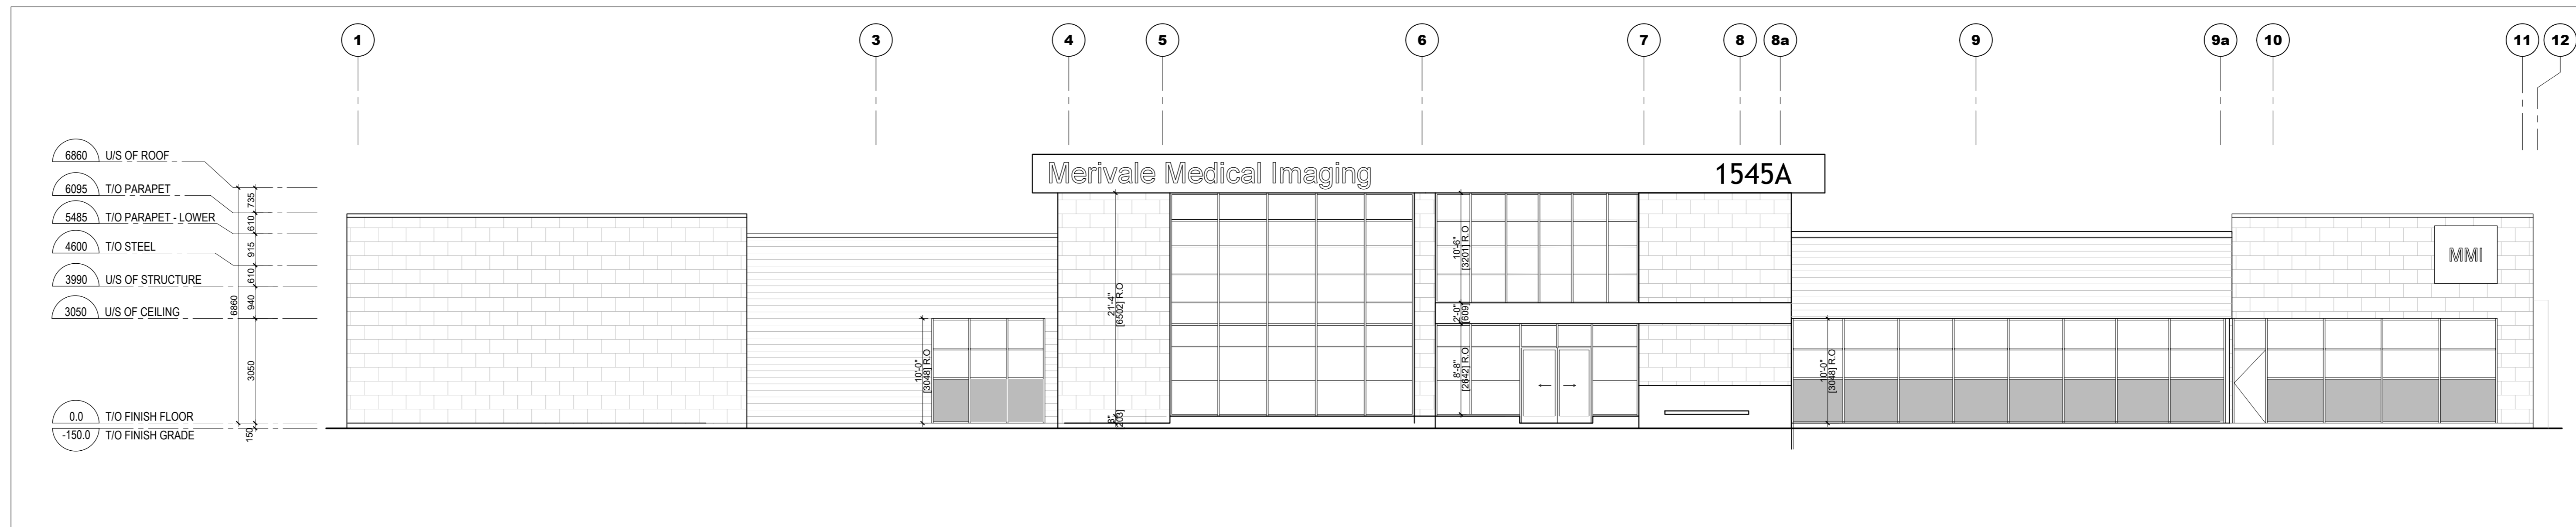 1 3 4 5 6 7 8 8a 9 9a 10 11 12
6860 U/S OF ROOF
6095 T/O PARAPET
5485 T/O PARAPET - LOWER
4600 T/O STEEL
3990 U/S OF STRUCTURE
3050 U/S OF CEILING
0.0 T/O FINISH FLOOR
-150.0 T/O FINISH GRADE
6860
735
610
915
610
940
3050
150
Merivale Medical Imaging 1545A
10'-0"
[3048] R.O
21'-4"
[6502] R.O
8"
[203]
10'-6"
[3201] R.O
2'-0"
[609]
8'-8"
[2642] R.O
10'-0"
[3048] R.O
MMI